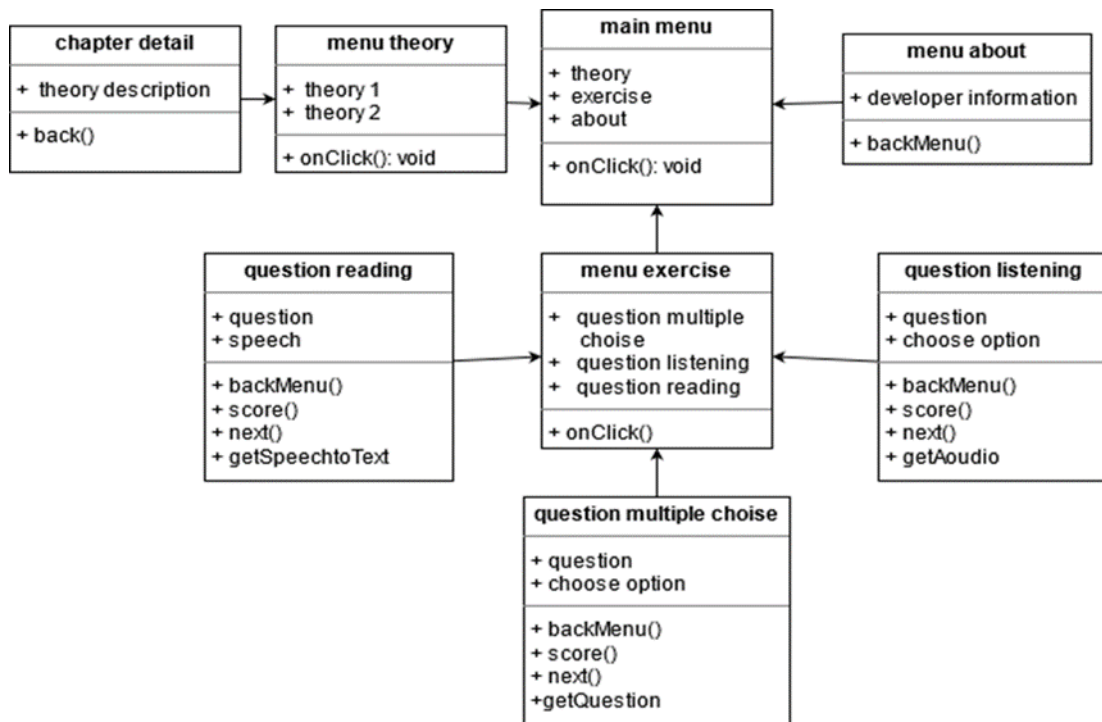 chapter detail
+ theory description
+ back()
menu theory
+ theory 1
+ theory 2
+ onClick(): void
main menu
+ theory
+ exercise
+ about
+ onClick(): void
menu about
+ developer information
+ backMenu()
question reading
+ question
+ speech
+ backMenu()
+ score()
+ next()
+ getSpeechtoText
menu exercise
+ question multiple
choise
+ question listening
+ question reading
+ onClick()
question listening
+ question
+ choose option
+ backMenu()
+ score()
+ next()
+ getAoudio
question multiple choise
+ question
+ choose option
+ backMenu()
+ score()
+ next()
+getQuestion